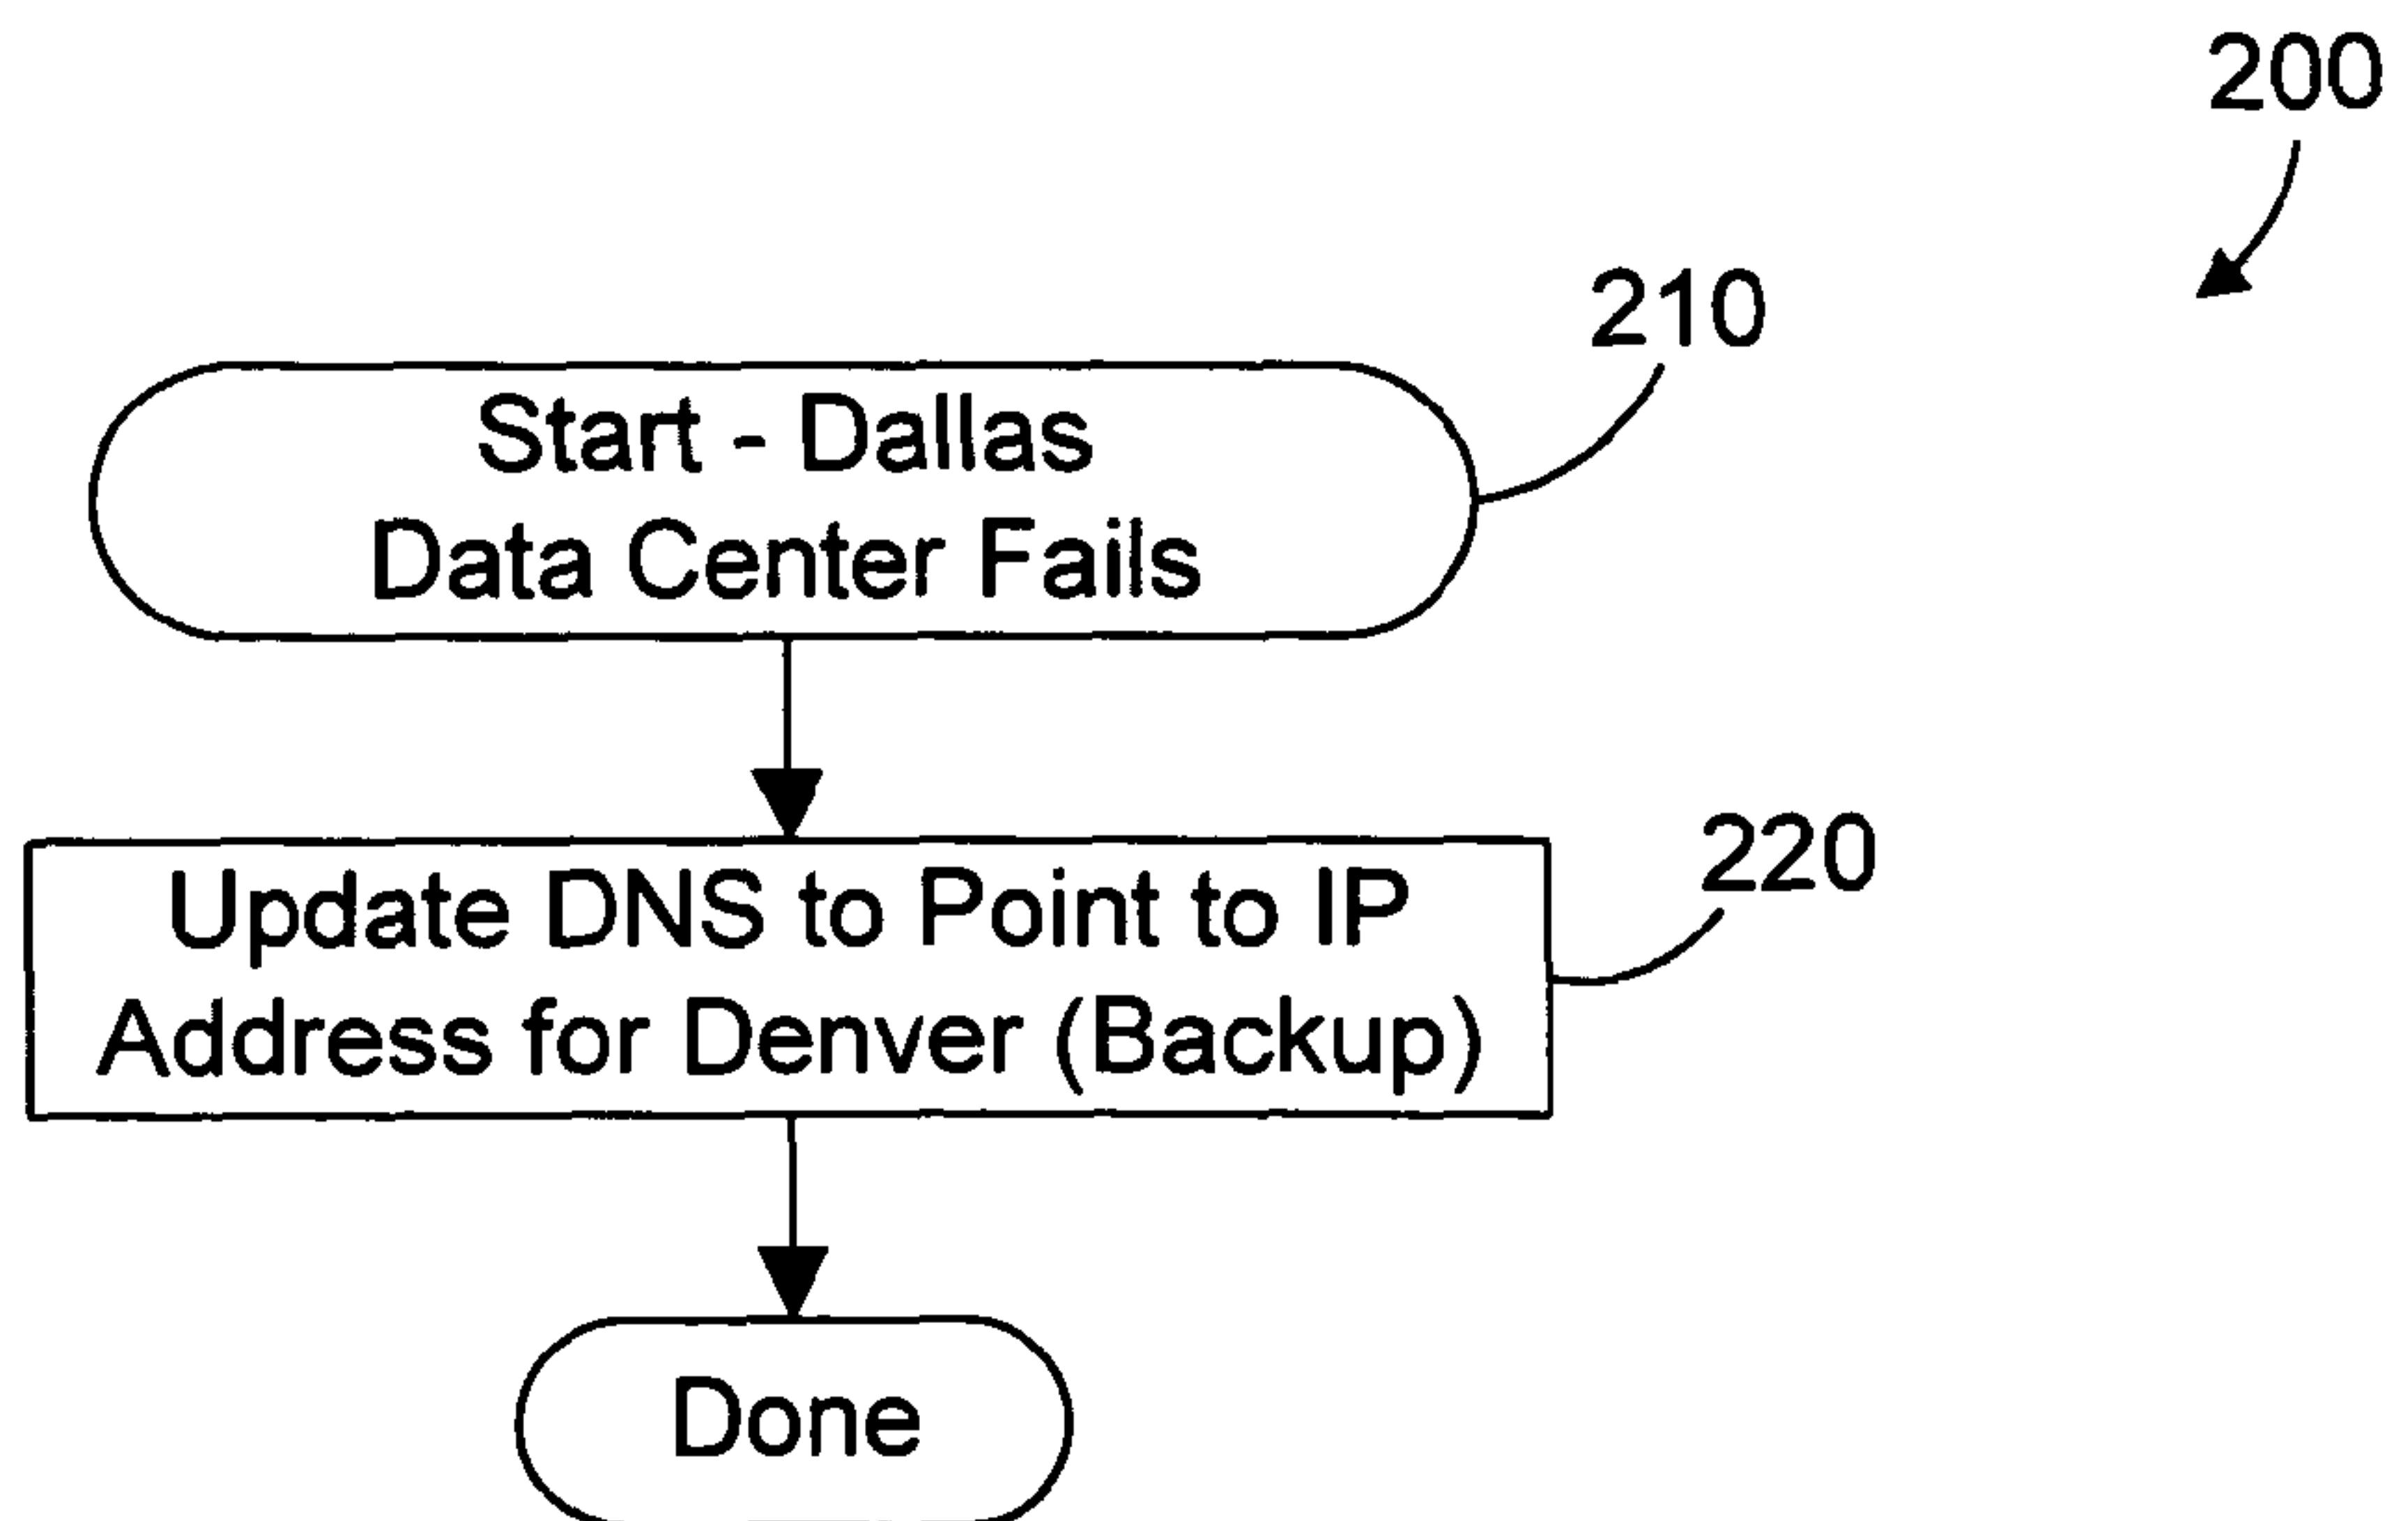 200
210
Start - Dallas
Data Center Fails
220
Update DNS to Point to IP
Address for Denver (Backup)
Done